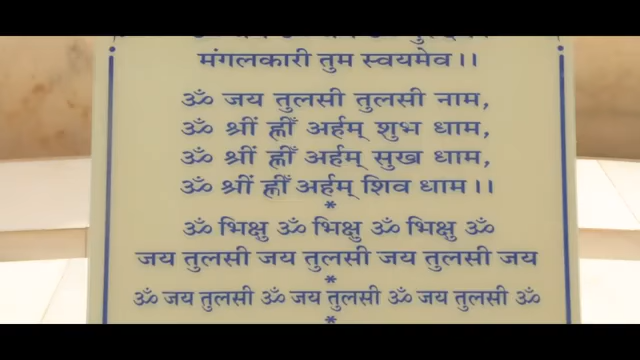 मंगलकारी तुम स्वयमेव।।
ॐ जय तुलसी तुलसी नाम,
ॐ श्रीं ह्रीं अर्हम् शुभ धाम,
ॐ श्रीं ह्रीं अर्हम् सुख धाम,
ॐ श्रीं ह्रीं अर्हम् शिव धाम।।
*
ॐ भिक्षु ॐ भिक्षु ॐ भिक्षु ॐ
जय तुलसी जय तुलसी जय तुलसी जय
*
ॐ जय तुलसी ॐ जय तुलसी ॐ जय तुलसी ॐ
*